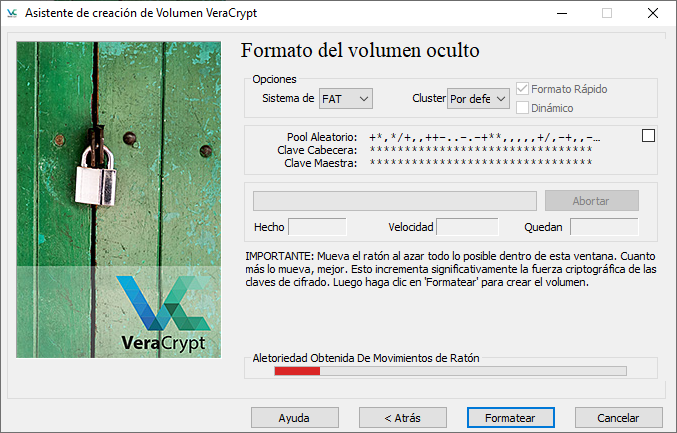 Asistente de creación de Volumen VeraCrypt
Formato del volumen oculto
Opciones
Sistema de FAT Cluster Por defe Formato Rápido
Dinámico
Pool Aleatorio: +*,*/+,,++-..-.-+**,,,,,+/,-+,,-…
Clave Cabecera: ********************************
Clave Maestra: ********************************
Abortar
Hecho Velocidad Quedan
IMPORTANTE: Mueva el ratón al azar todo lo posible dentro de esta ventana. Cuanto
más lo mueva, mejor. Esto incrementa significativamente la fuerza criptográfica de las
claves de cifrado. Luego haga clic en 'Formatear' para crear el volumen.
VeraCrypt
Aletoriedad Obtenida De Movimientos de Ratón
Ayuda < Atrás Formatear Cancelar